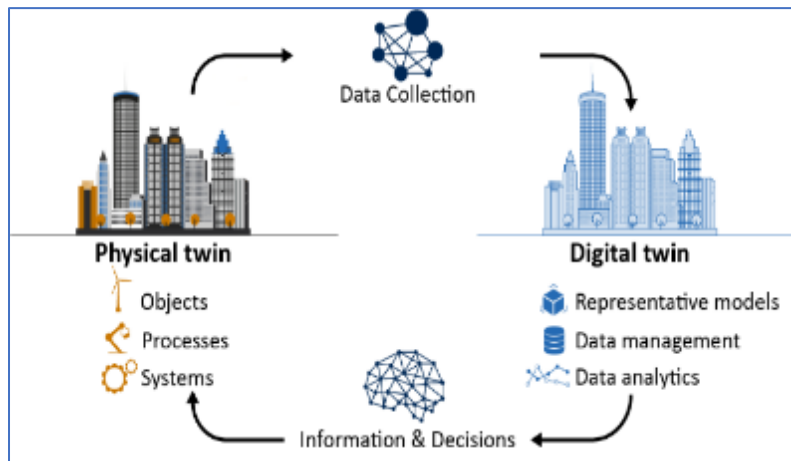 Data Collection
Physical twin
Digital twin
Objects
Processes
Systems
Representative models
Data management
Data analytics
Information & Decisions